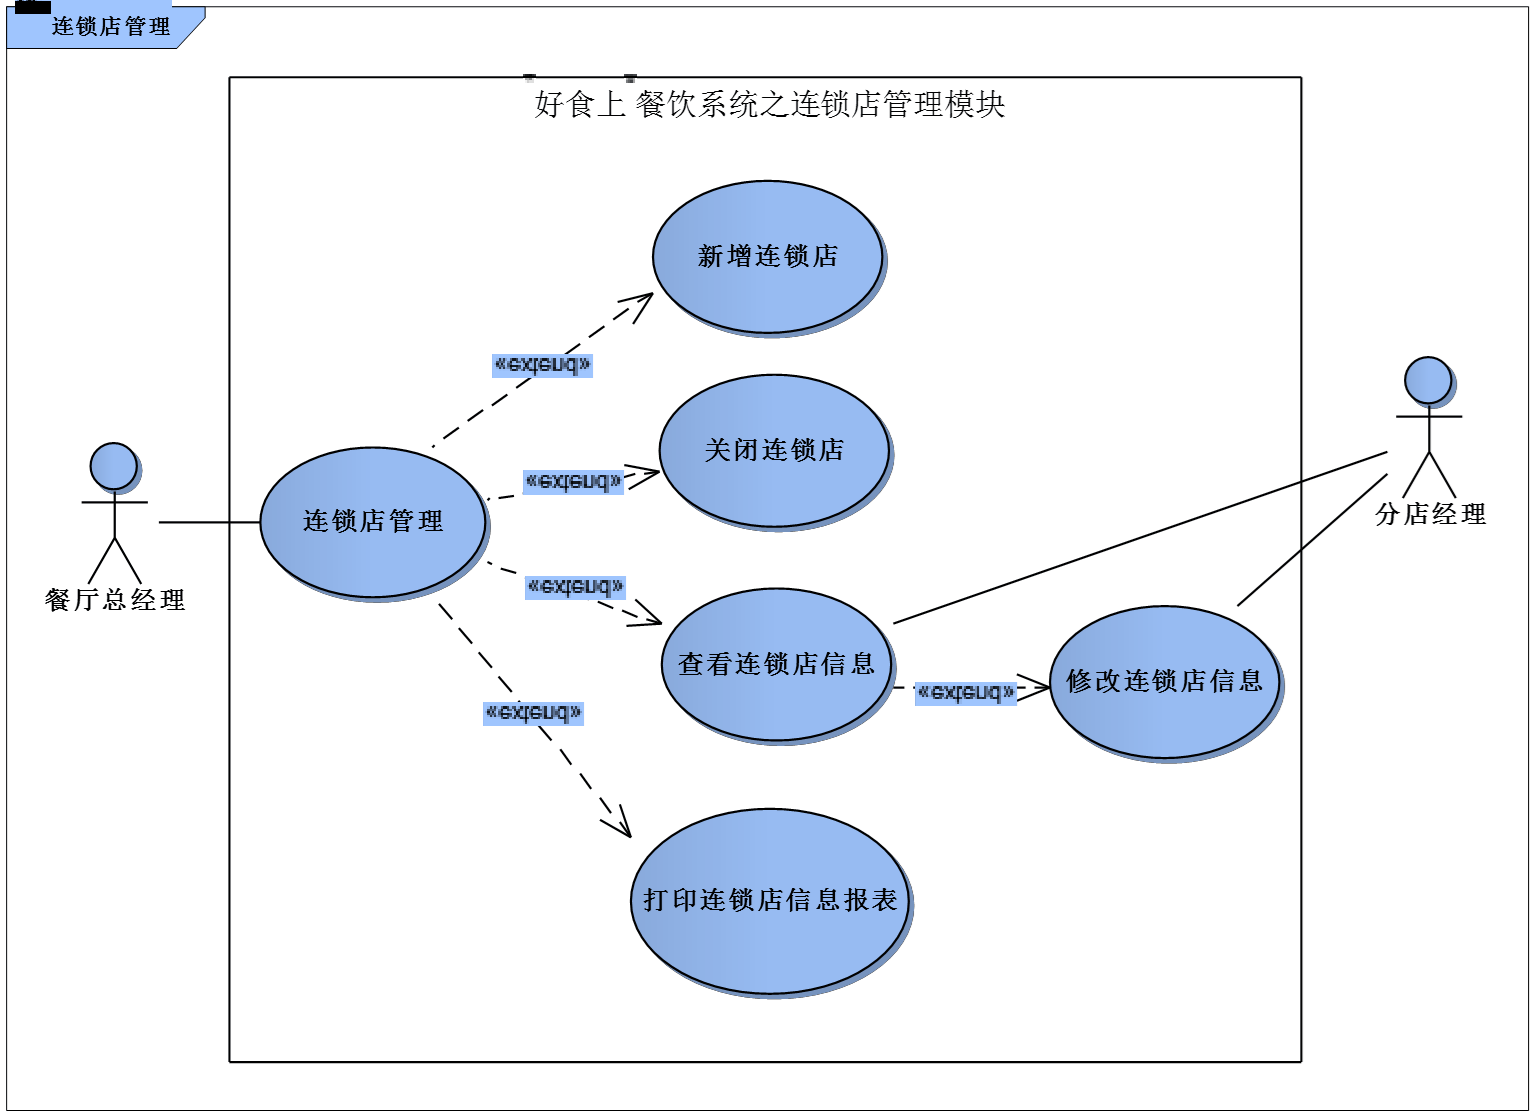 连锁店管理
好食上 餐饮系统之连锁店管理模块
新增连锁店
«extend»
关闭连锁店
«extend»
连锁店管理
餐厅总经理
分店经理
«extend»
查看连锁店信息
«extend»
修改连锁店信息
«extend»
打印连锁店信息报表